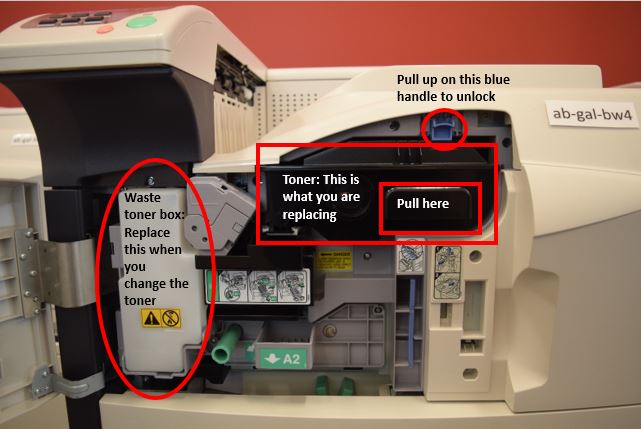 Pull up on this blue
handle to unlock
ab-gal-bw4
Toner: This is
what you are
replacing
Pull here
Waste
toner box:
Replace
this when
you
change the
toner
A2